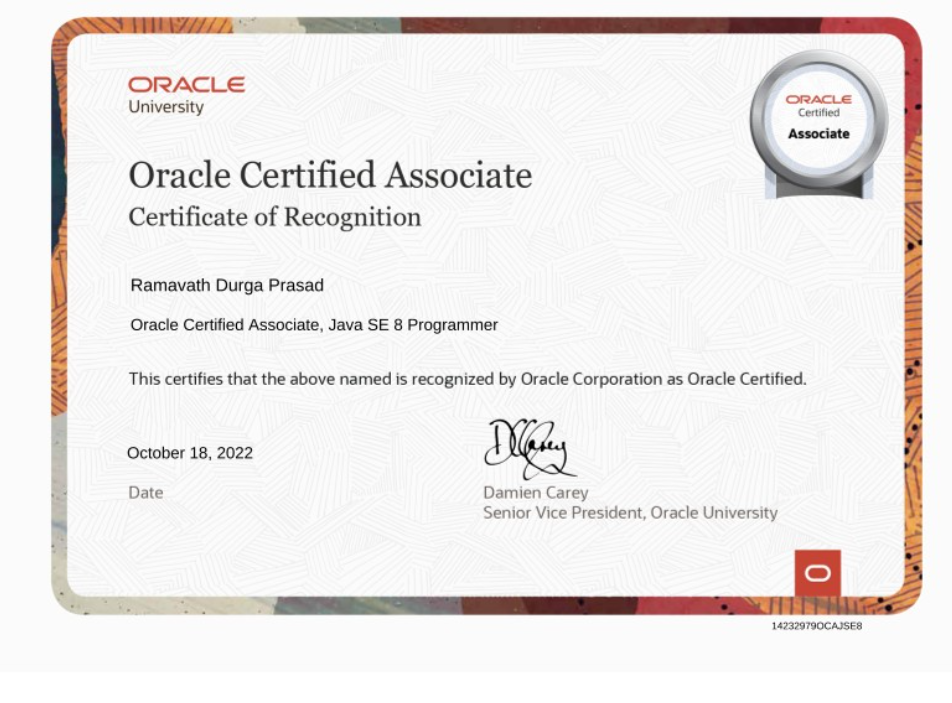 ORACLE
University
ORACLE
Certified
Associate
Oracle Certified Associate
Certificate of Recognition
Ramavath Durga Prasad
Oracle Certified Associate, Java SE 8 Programmer
This certifies that the above named is recognized by Oracle Corporation as Oracle Certified.
October 18, 2022
Date
DCarey
Damien Carey
Senior Vice President, Oracle University
14232979OCAJSE8